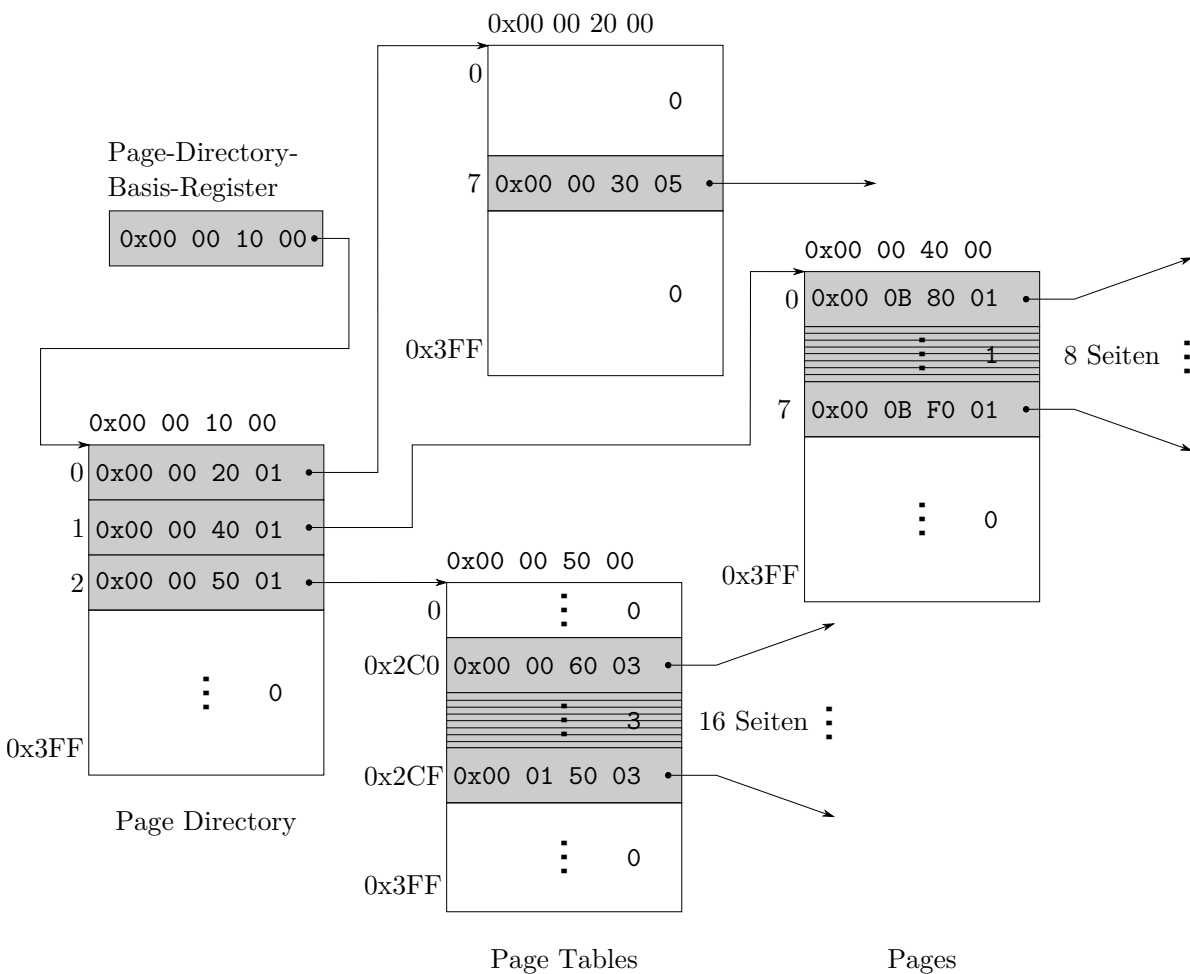 0x00 00 20 00
0
0
Page-Directory-
Basis-Register
7
0x00 00 30 05
0x00 00 10 00
0
0x3FF
0x00 00 40 00
0
0x00 0B 80 01
1
8 Seiten
7
0x00 0B F0 01
0
0x3FF
0x00 00 10 00
0
0x00 00 20 01
1
0x00 00 40 01
2
0x00 00 50 01
0
0x3FF
Page Directory
0x00 00 50 00
0
0
0x2C0
0x00 00 60 03
3
16 Seiten
0x2CF
0x00 01 50 03
0
0x3FF
Page Tables
Pages